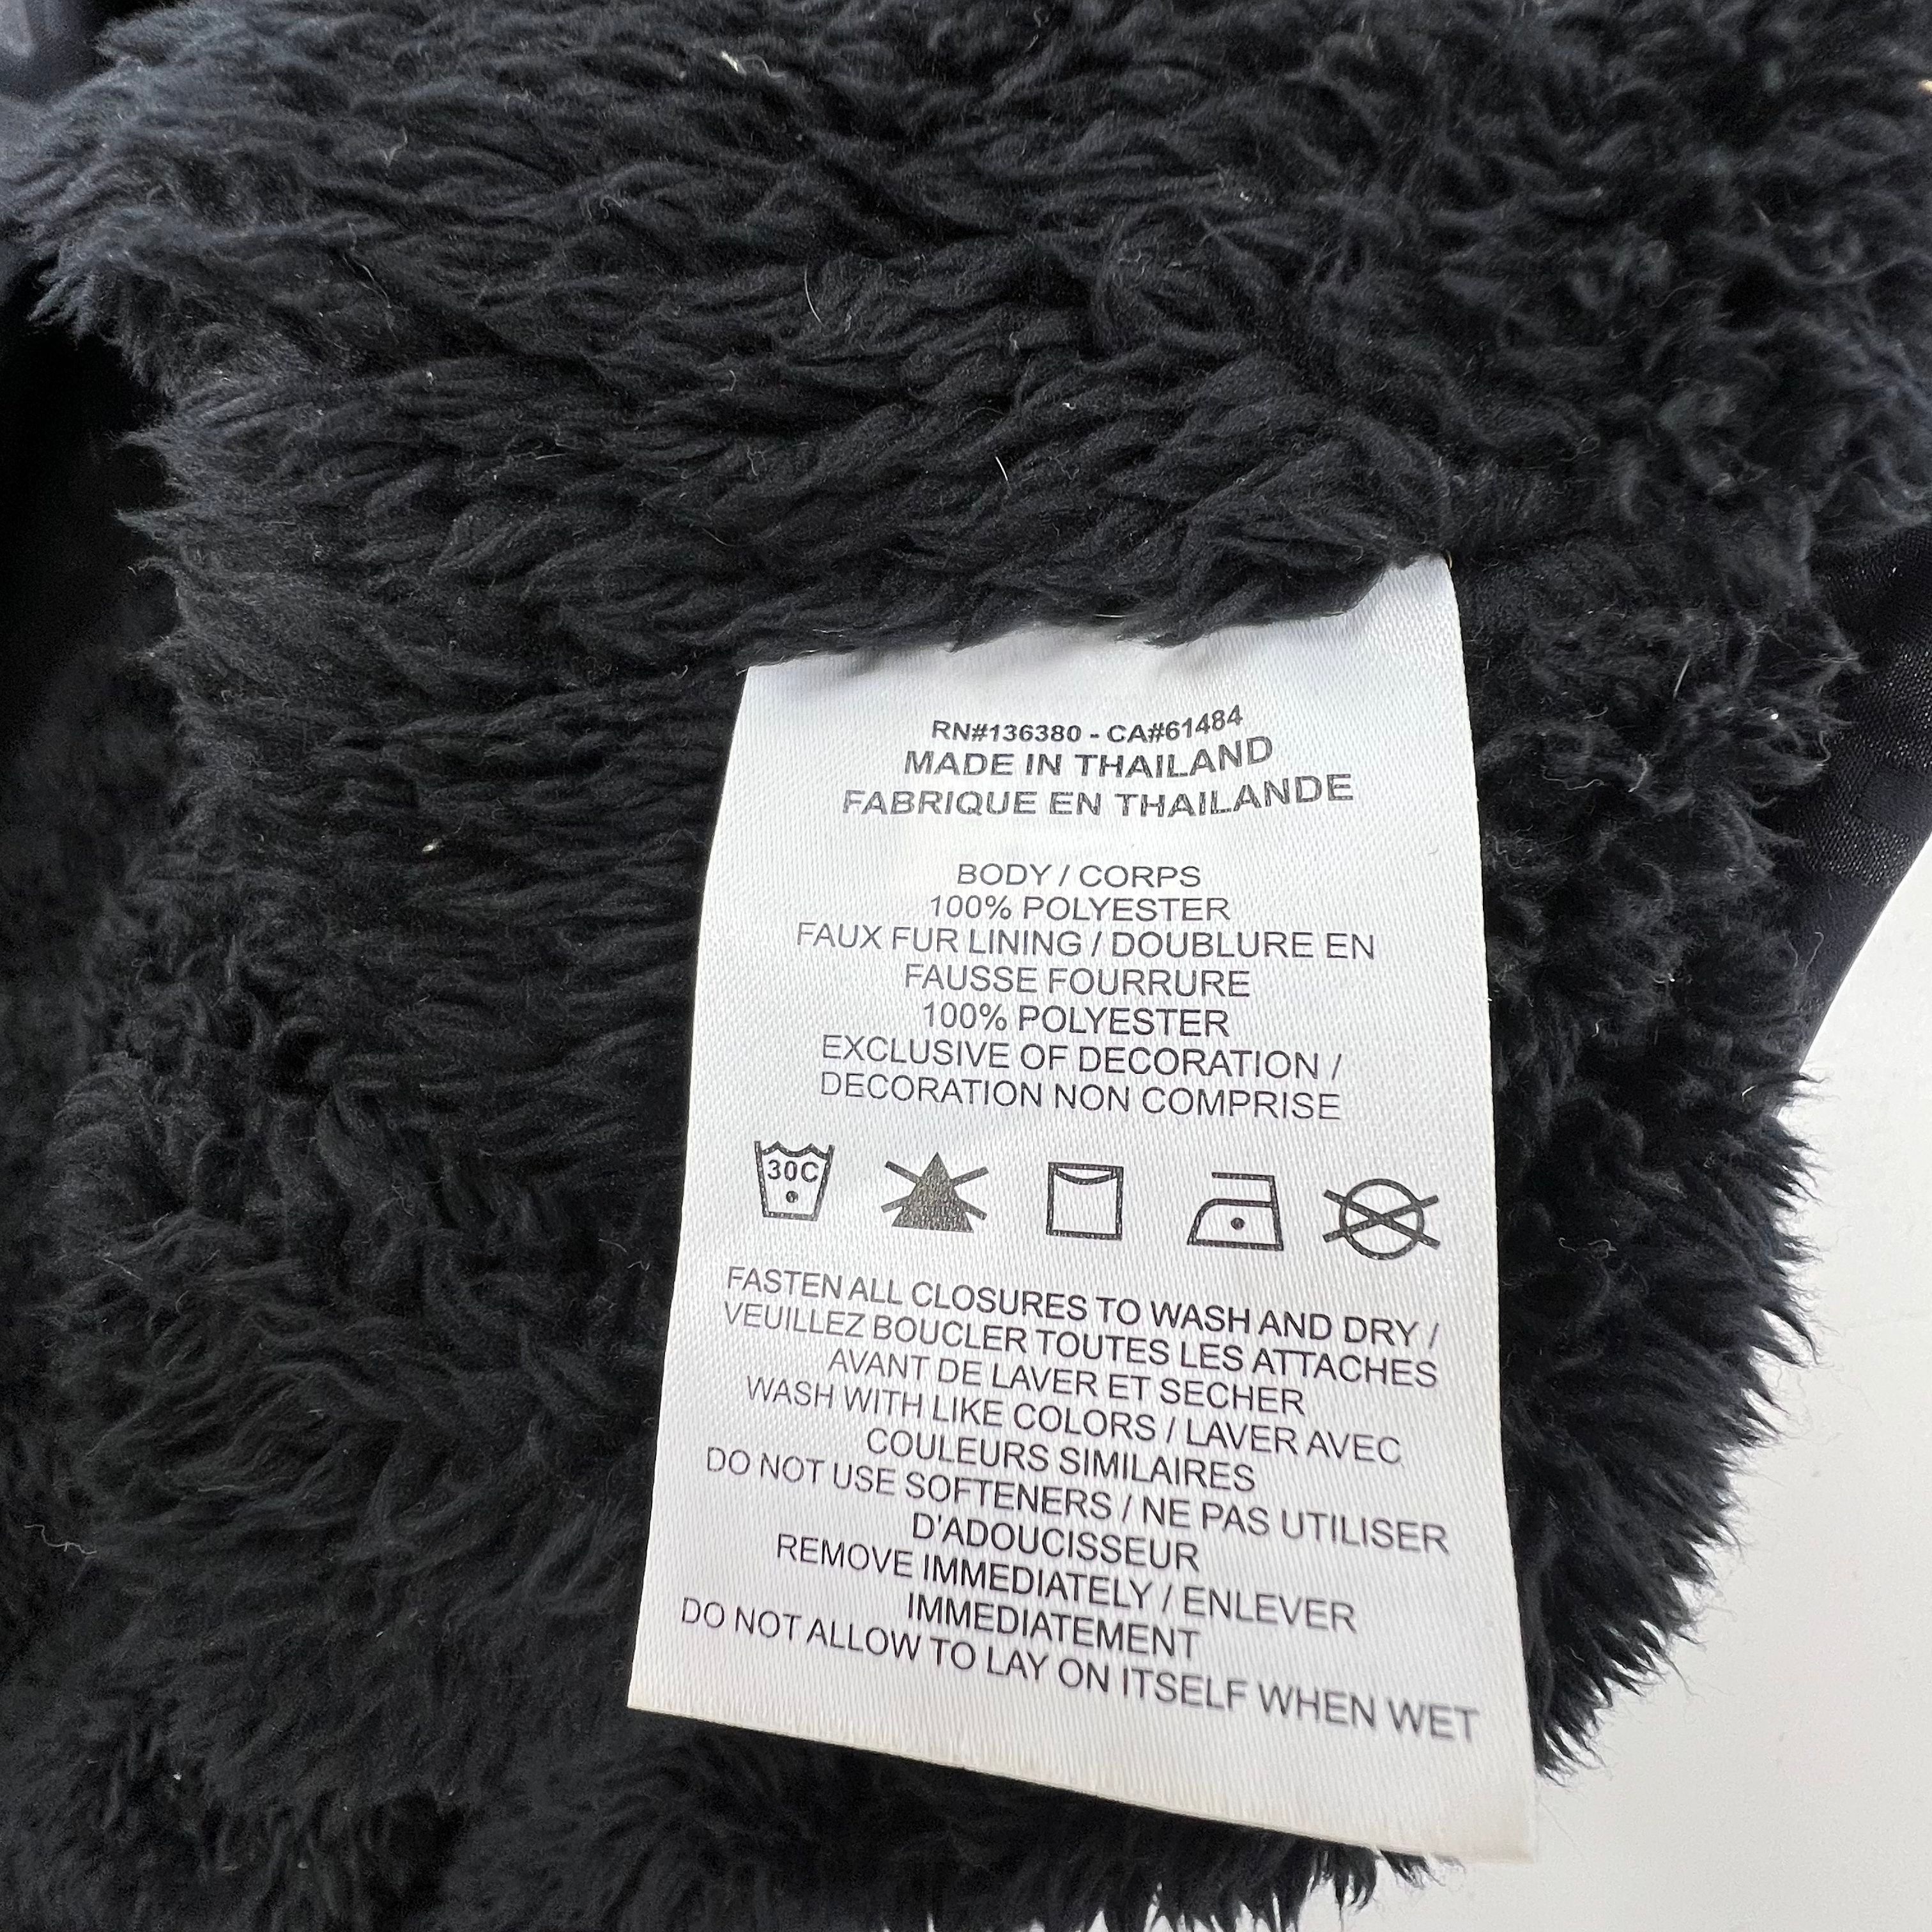 RN#136380 - CA#61484
MADE IN THAILAND
FABRIQUE EN THAILANDE
BODY / CORPS
100% POLYESTER
FAUX FUR LINING / DOUBLURE EN
FAUSSE FOURRURE
100% POLYESTER
EXCLUSIVE OF DECORATION /
DECORATION NON COMPRISE
30C
FASTEN ALL CLOSURES TO WASH AND DRY /
VEUILLEZ BOUCLER TOUTES LES ATTACHES
AVANT DE LAVER ET SECHER
WASH WITH LIKE COLORS / LAVER AVEC
COULEURS SIMILAIRES
DO NOT USE SOFTENERS / NE PAS UTILISER
D'ADOUCISSEUR
REMOVE IMMEDIATELY / ENLEVER
IMMEDIATEMENT
DO NOT ALLOW TO LAY ON ITSELF WHEN WET